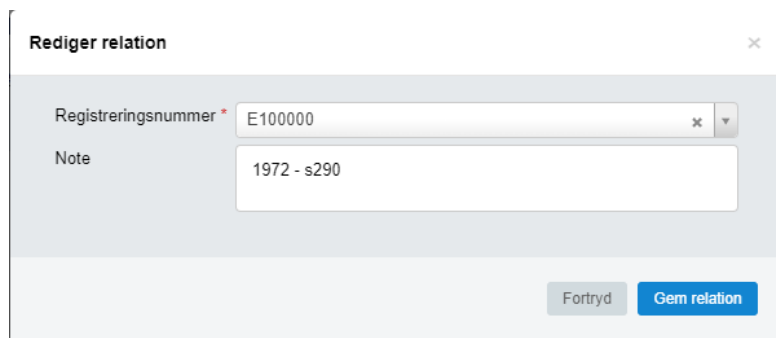 Rediger relation
Registreringsnummer * E100000
Note 1972 - s290
Fortryd Gem relation